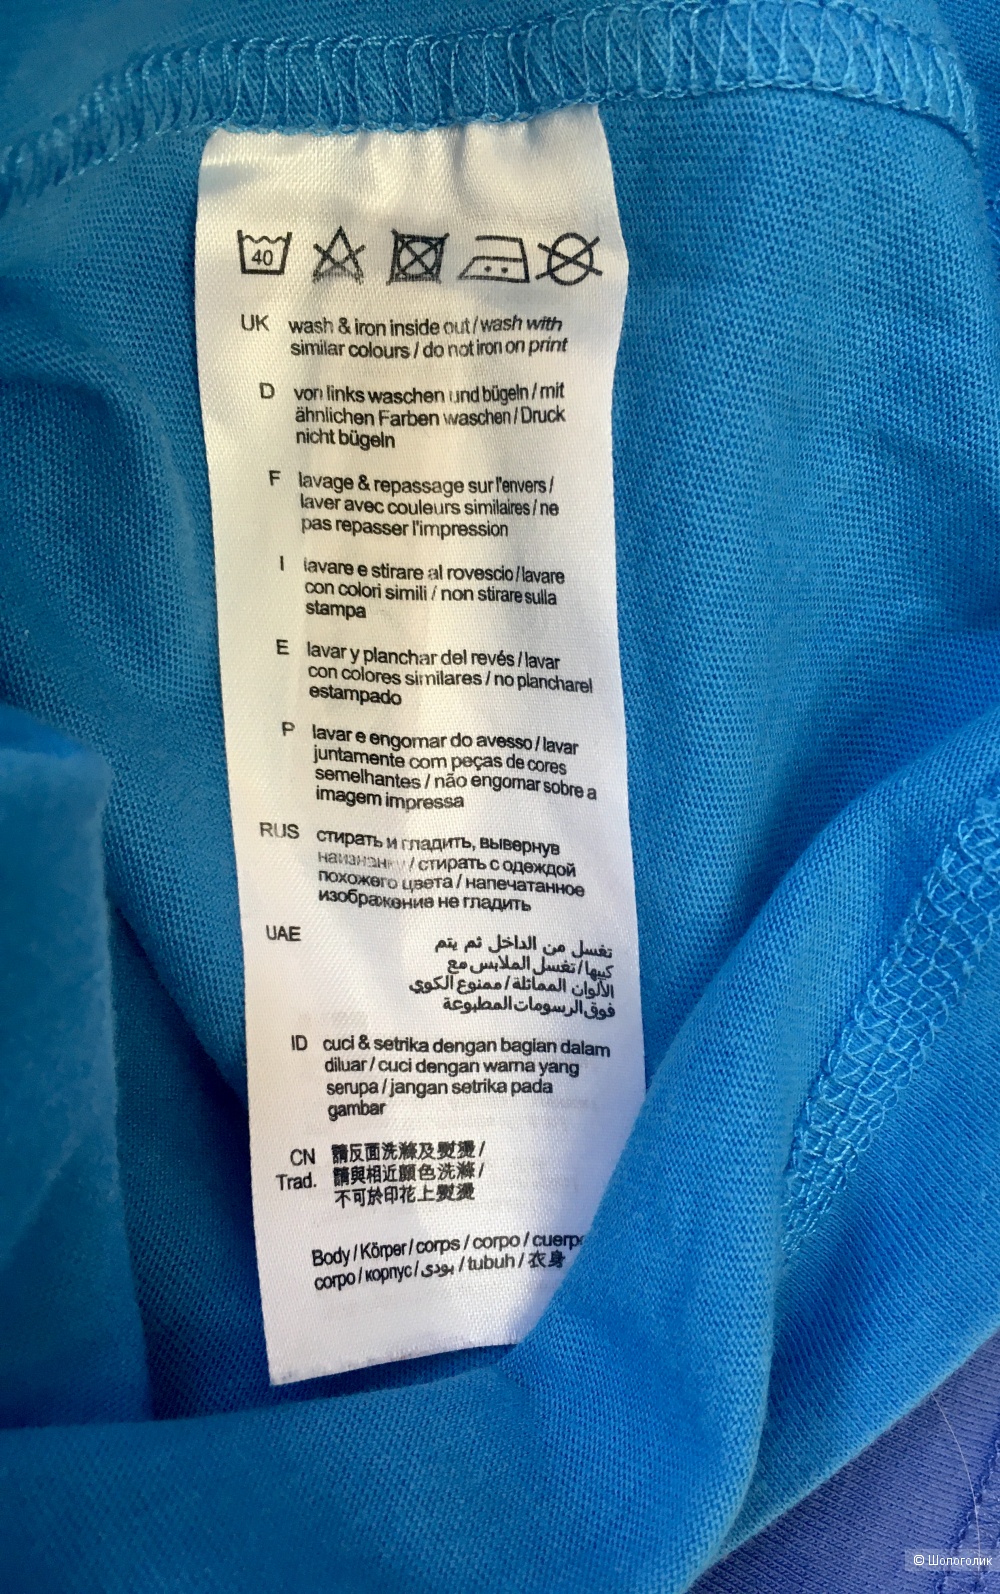 40
UK wash & iron inside out / wash with
similar colours / do not iron on print
D von links waschen und bügeln / mit
ähnlichen Farben waschen / Druck
nicht bügeln
F lavage & repassage sur l'envers /
laver avec couleurs similaires / ne
pas repasser l'impression
I lavare e stirare al rovescio / lavare
con colori simili / non stirare sulla
stampa
E lavar y planchar del revés / lavar
con colores similares / no plancharel
estampado
P lavar e engomar do avesso / lavar
juntamente com peças de cores
semelhantes / não engomar sobre a
imagem impressa
RUS стирать и гладить, вывернув
наизнанку / стирать с одеждой
похожего цвета / напечатанное
изображение не гладить
UAE تغسل من الداخل ثم يتم
كيها / تغسل الملابس مع
الألوان المماثلة / ممنوع الكوي
فوق الرسومات المطبوعة
ID cuci & setrika dengan bagian dalam
diluar / cuci dengan warna yang
serupa / jangan setrika pada
gambar
CN 請反面洗滌及熨燙 /
Trad. 請與相近顏色洗滌 /
不可於印花上熨燙
Body / Körper / corps / corpo / cuerpo
corpo / корпус / بودي / tubuh / 衣身
© Шопоголик